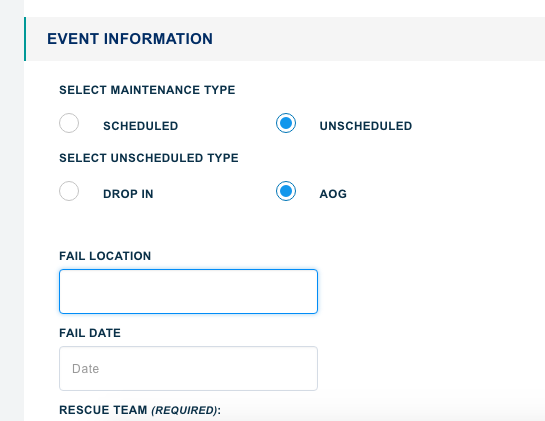 EVENT INFORMATION
SELECT MAINTENANCE TYPE
SCHEDULED UNSCHEDULED
SELECT UNSCHEDULED TYPE
DROP IN AOG
FAIL LOCATION
FAIL DATE
Date
RESCUE TEAM (REQUIRED):